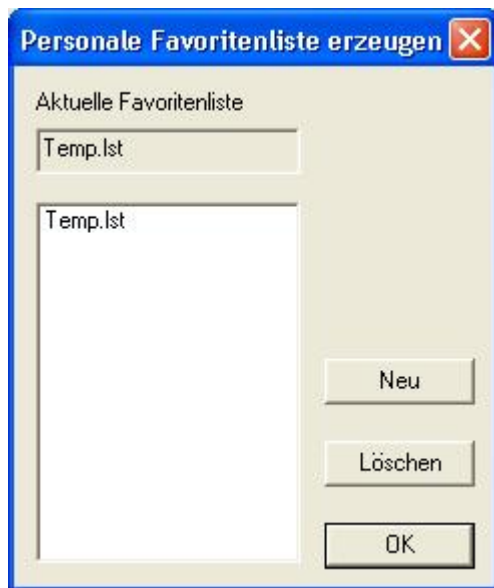 Personale Favoritenliste erzeugen
Aktuelle Favoritenliste
Temp.lst
Temp.lst
Neu
Löschen
OK